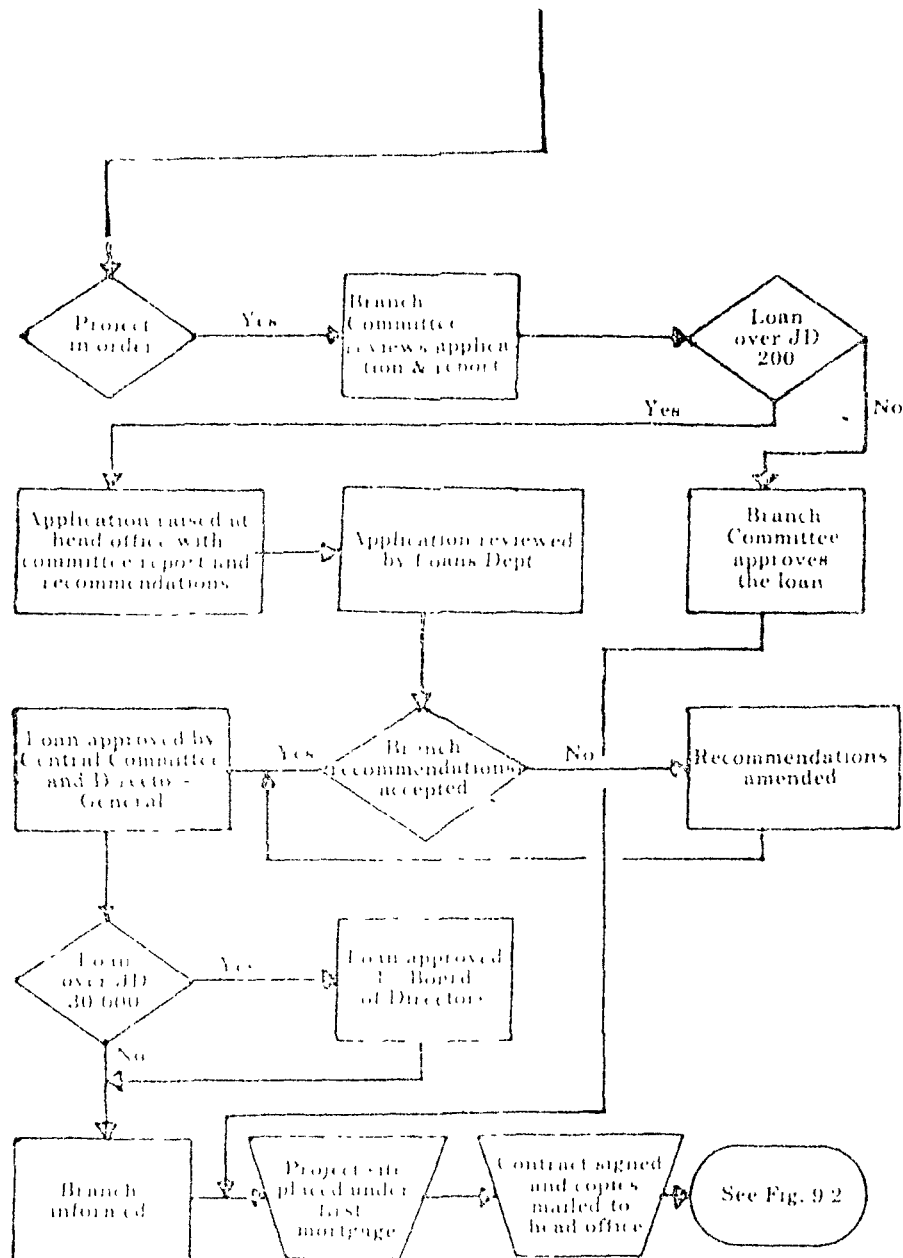 Project
in order
Yes
Branch
Committee
reviews applica
tion & report
Loan
over JD
200
Yes
No
Application raised at
head office with
committee report and
recommendations
Application reviewed
by Loans Dept
Branch
Committee
approves
the loan
Loan approved by
Central Committee
and Director -
General
Yes
Branch
recommendations
accepted
No
Recommendations
amended
Loan
over JD
Yes
Loan approved
Board
of Directors
No
Branch
informed
Project site
placed under
mortgage
Contract signed
and copies
mailed to
head office
See Fig. 9 2